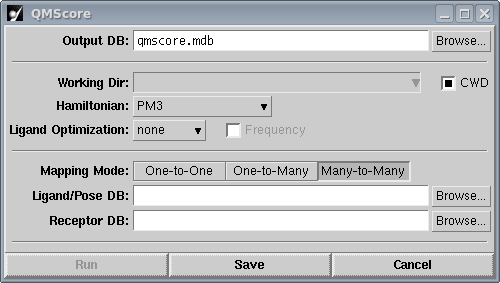 QMScore
Output DB: qmscore.mdb Browse...
Working Dir: CWD
Hamiltonian: PM3
Ligand Optimization: none Frequency
Mapping Mode: One-to-One One-to-Many Many-to-Many
Ligand/Pose DB: Browse...
Receptor DB: Browse...
Run Save Cancel